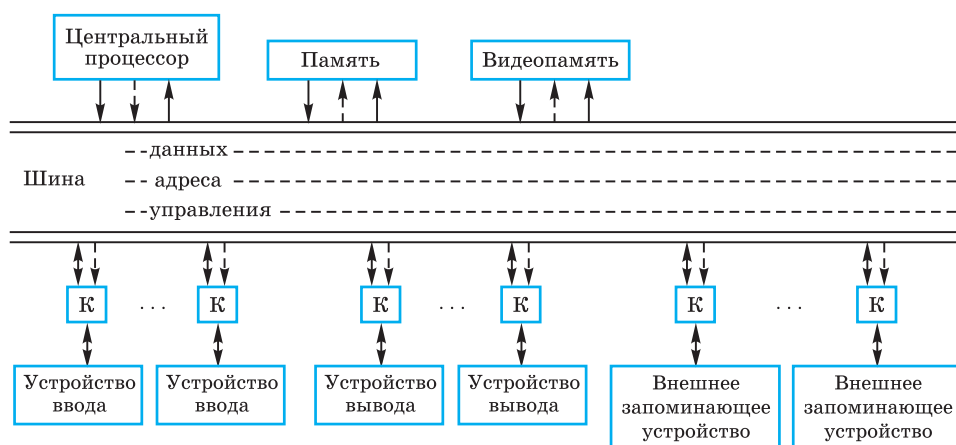 Центральный
процессор
Память
Видеопамять
данных
Шина
адреса
управления
К ... К К ... К К ... К
Устройство
ввода
Устройство
ввода
Устройство
вывода
Устройство
вывода
Внешнее
запоминающее
устройство
Внешнее
запоминающее
устройство